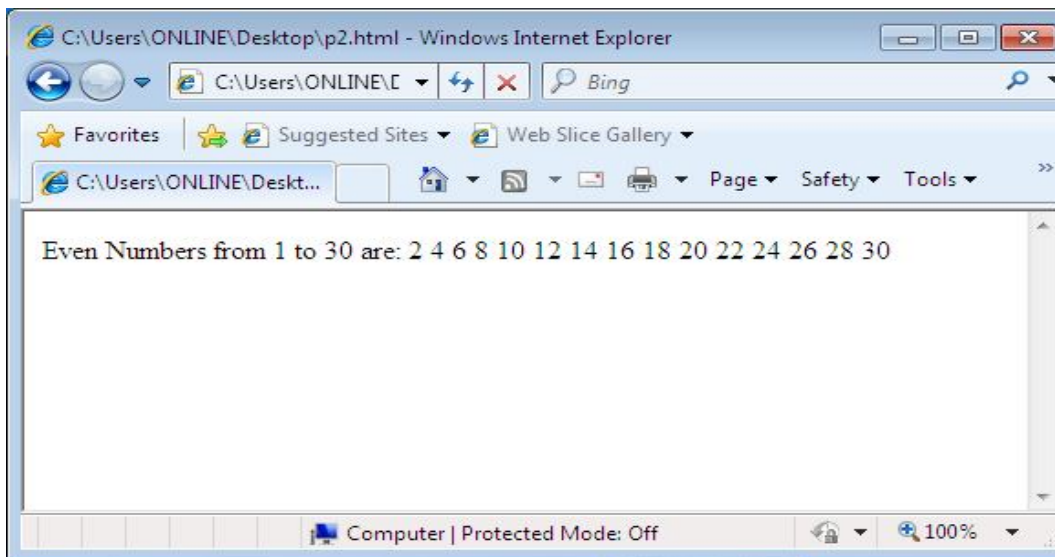 C:\Users\ONLINE\Desktop\p2.html - Windows Internet Explorer
C:\Users\ONLINE\D Bing
Favorites Suggested Sites Web Slice Gallery
C:\Users\ONLINE\Deskt... Page Safety Tools »
Even Numbers from 1 to 30 are: 2 4 6 8 10 12 14 16 18 20 22 24 26 28 30
Computer | Protected Mode: Off 100%